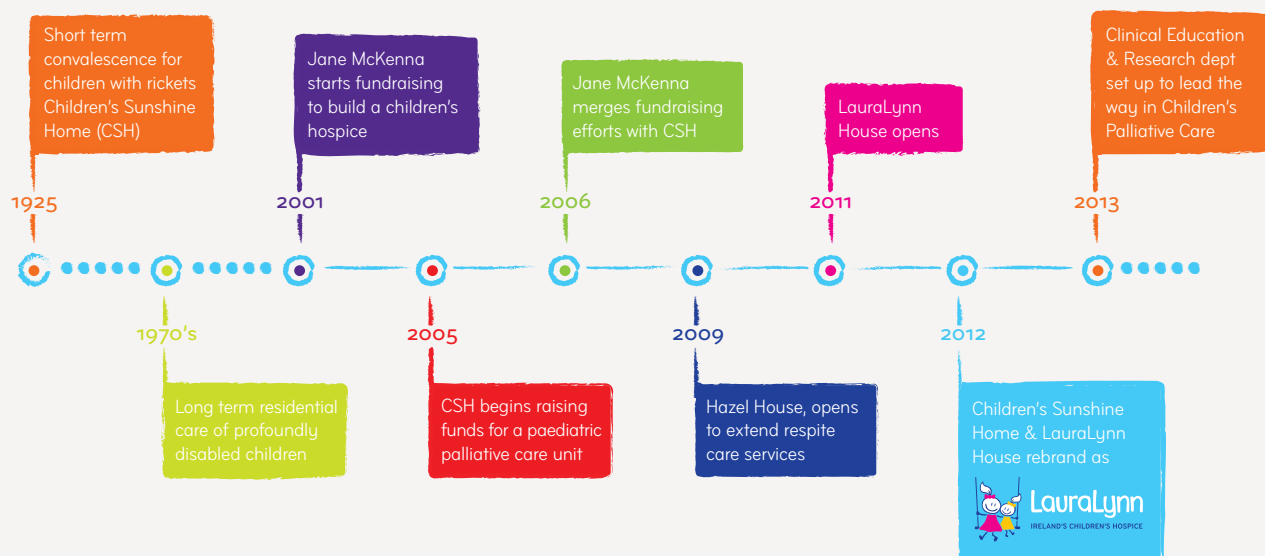 Short term
convalescence for
children with rickets
Children's Sunshine
Home (CSH)
1925
Long term residential
care of profoundly
disabled children
1970's
Jane McKenna
starts fundraising
to build a children's
hospice
2001
2005
CSH begins raising
funds for a paediatric
palliative care unit
Jane McKenna
merges fundraising
efforts with CSH
2006
2009
Hazel House, opens
to extend respite
care services
LauraLynn
House opens
2011
2012
Children's Sunshine
Home & LauraLynn
House rebrand as
LauraLynn
IRELAND'S CHILDREN'S HOSPICE
Clinical Education
& Research dept
set up to lead the
way in Children's
Palliative Care
2013